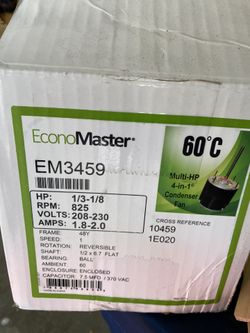 EconoMaster®
60°C
EM3459
Multi-HP
4-in-1®
Condenser
Fan
HP: 1/3-1/8
RPM: 825
VOLTS: 208-230
AMPS: 1.8-2.0
CROSS REFERENCE
10459
1E020
FRAME: 48Y
SPEED: 1
ROTATION: REVERSIBLE
SHAFT: 1/2 x 6.7 FLAT
BEARING: BALL
AMBIENT: 60
ENCLOSURE: ENCLOSED
CAPACITOR: 7.5 MFD / 370 VAC